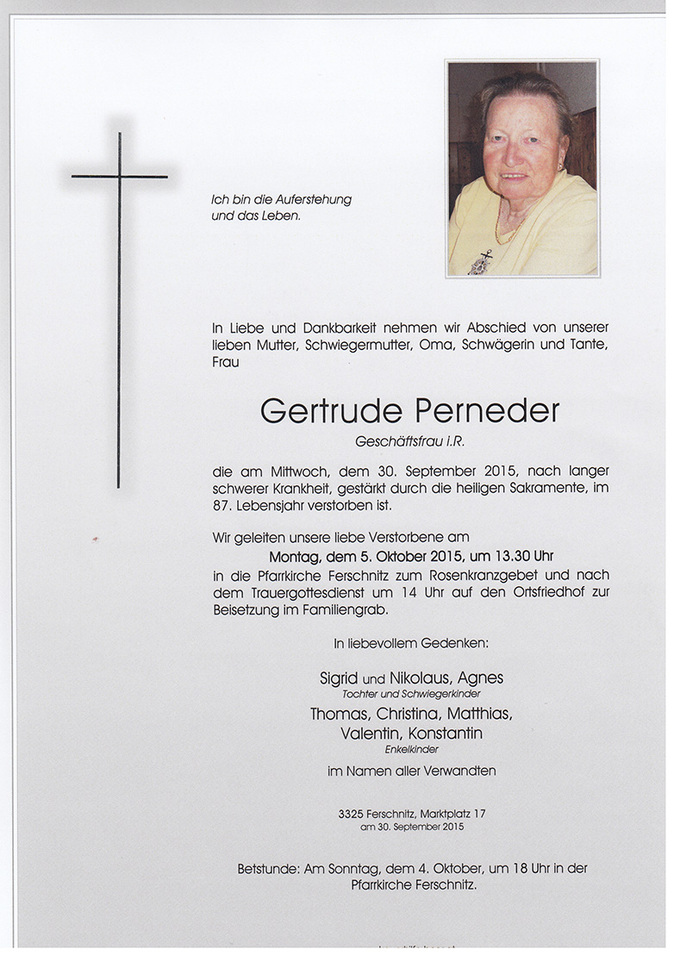 Ich bin die Auferstehung
und das Leben.
In Liebe und Dankbarkeit nehmen wir Abschied von unserer
lieben Mutter, Schwiegermutter, Oma, Schwägerin und Tante,
Frau
Gertrude Perneder
Geschäftsfrau i.R.
die am Mittwoch, dem 30. September 2015, nach langer
schwerer Krankheit, gestärkt durch die heiligen Sakramente, im
87. Lebensjahr verstorben ist.
Wir geleiten unsere liebe Verstorbene am
Montag, dem 5. Oktober 2015, um 13.30 Uhr
in die Pfarrkirche Ferschnitz zum Rosenkranzgebet und nach
dem Trauergottesdienst um 14 Uhr auf den Ortsfriedhof zur
Beisetzung im Familiengrab.
In liebevollem Gedenken:
Sigrid und Nikolaus, Agnes
Tochter und Schwiegerkinder
Thomas, Christina, Matthias,
Valentin, Konstantin
Enkelkinder
im Namen aller Verwandten
3325 Ferschnitz, Marktplatz 17
am 30. September 2015
Betstunde: Am Sonntag, dem 4. Oktober, um 18 Uhr in der
Pfarrkirche Ferschnitz.